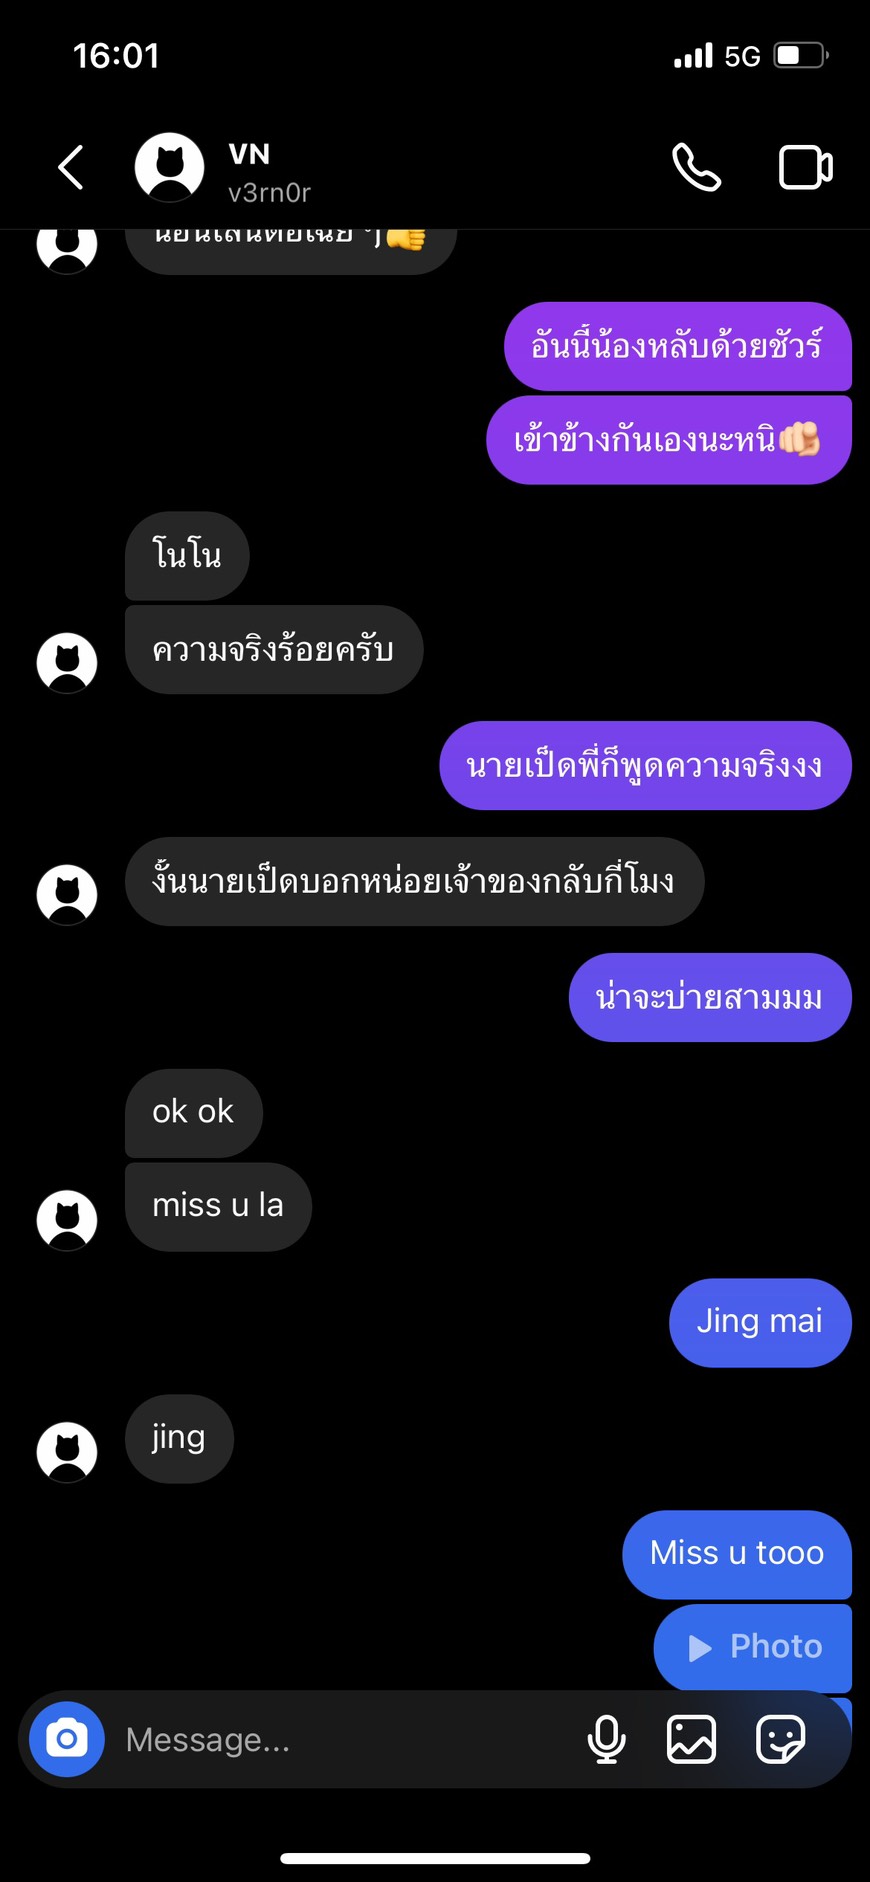 16:01
5G
VN
v3rn0r
อันนี้น้องหลับด้วยชัวร์
เข้าข้างกันเองนะหนิ🫵🏻
โนโน
ความจริงร้อยครับ
นายเป็ดพี่ก็พูดความจริงงง
งั้นนายเป็ดบอกหน่อยเจ้าของกลับกี่โมง
น่าจะบ่ายสามมม
ok ok
miss u la
Jing mai
jing
Miss u tooo
Photo
Message...